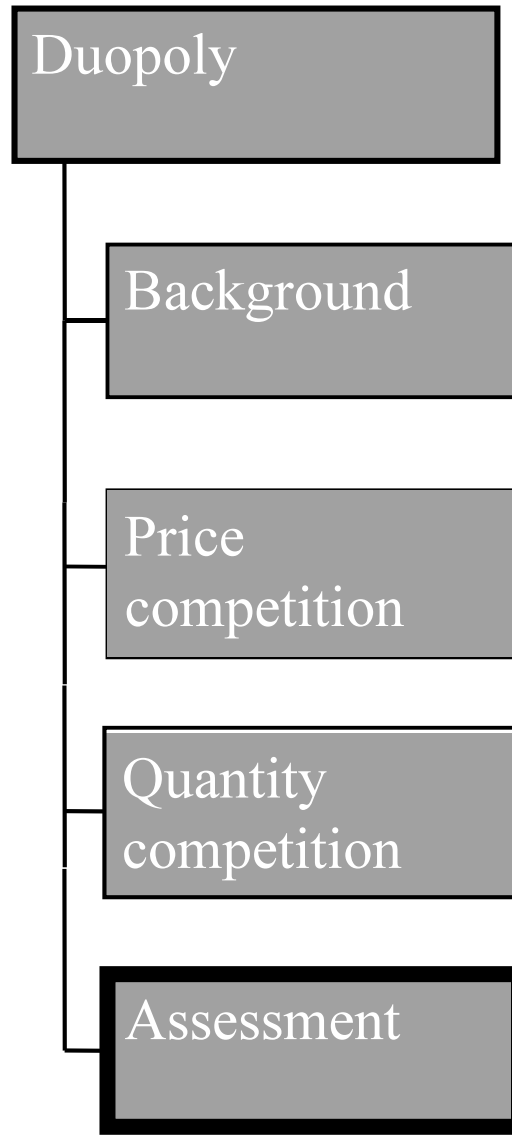 Duopoly
Background
Price
competition
Quantity
competition
Assessment